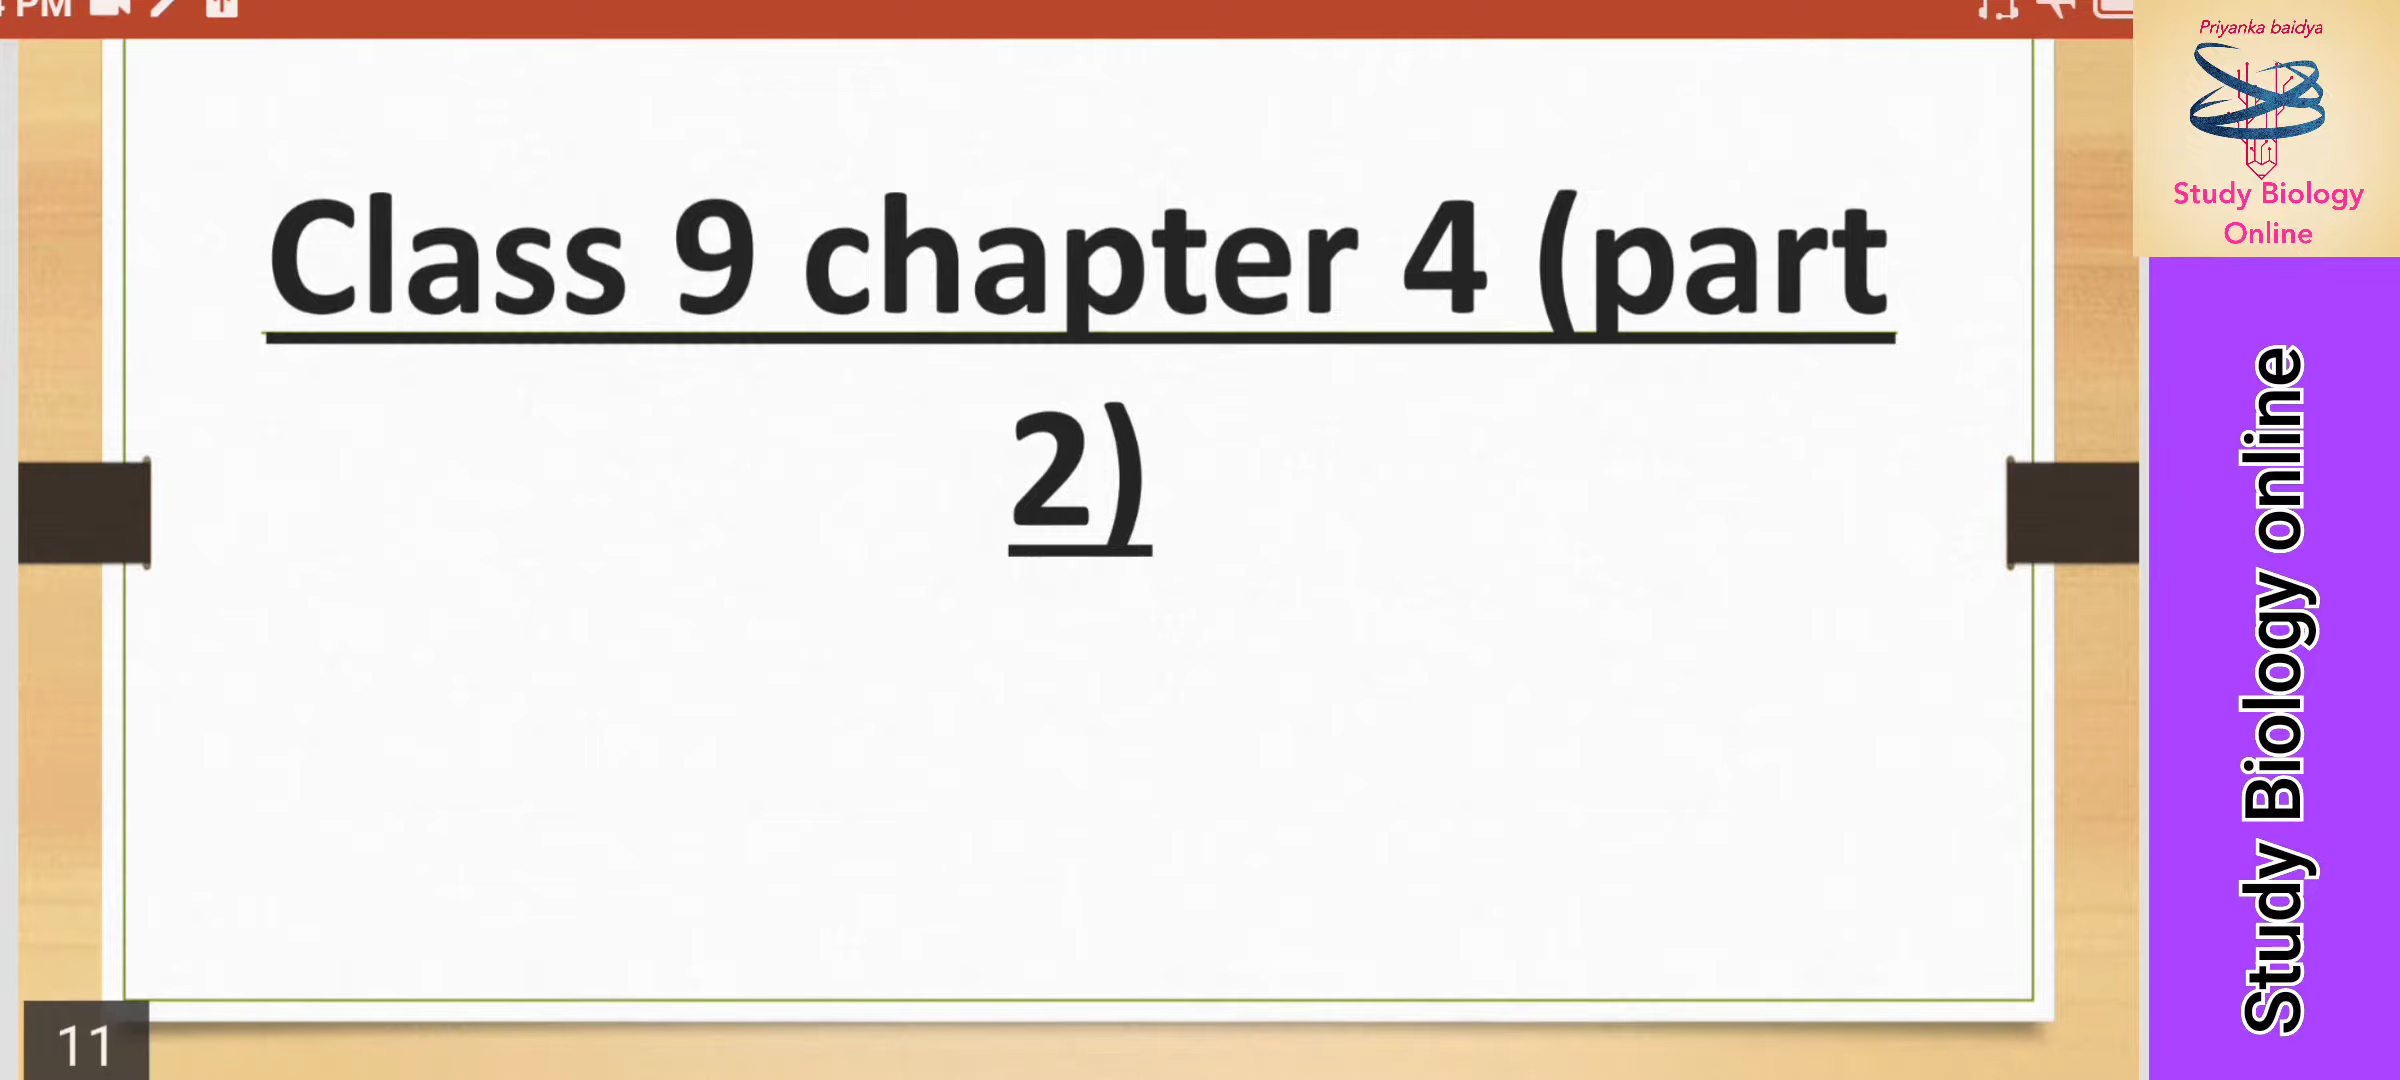 PM
Priyanka baidya
Study Biology
Online
Class 9 chapter 4 (part
2)
Study Biology online
11